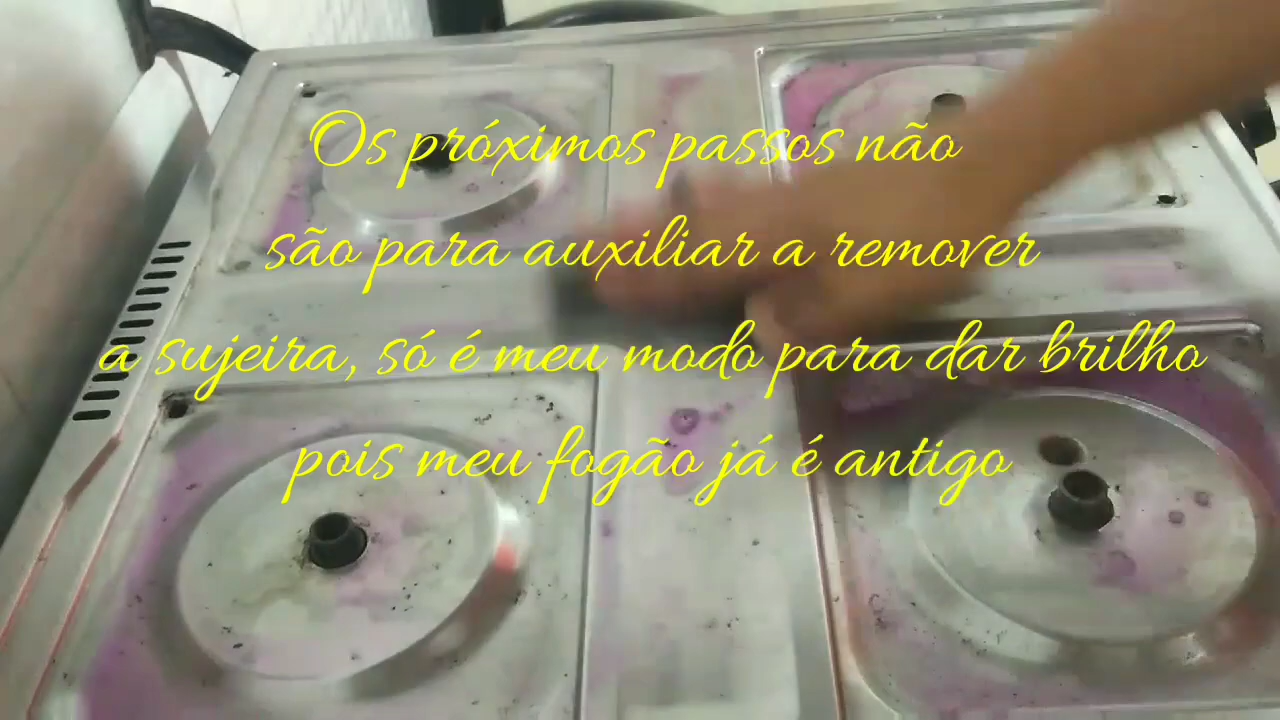 Os próximos passos não
são para auxiliar a remover
a sujeira, só é meu modo para dar brilho
pois meu fogão já é antigo